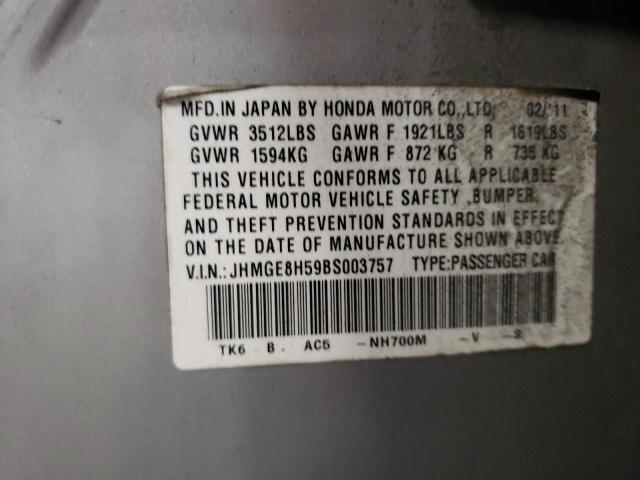 MFD.IN JAPAN BY HONDA MOTOR CO.,LTD. 02/'11
GVWR 3512LBS GAWR F 1921LBS R 1619LBS
GVWR 1594KG GAWR F 872 KG R 735 KG
THIS VEHICLE CONFORMS TO ALL APPLICABLE
FEDERAL MOTOR VEHICLE SAFETY ,BUMPER,
AND THEFT PREVENTION STANDARDS IN EFFECT
ON THE DATE OF MANUFACTURE SHOWN ABOVE.
V.I.N.: JHMGE8H59BS003757 TYPE:PASSENGER CAR
TK6 B. AC5 -NH700M -V -S